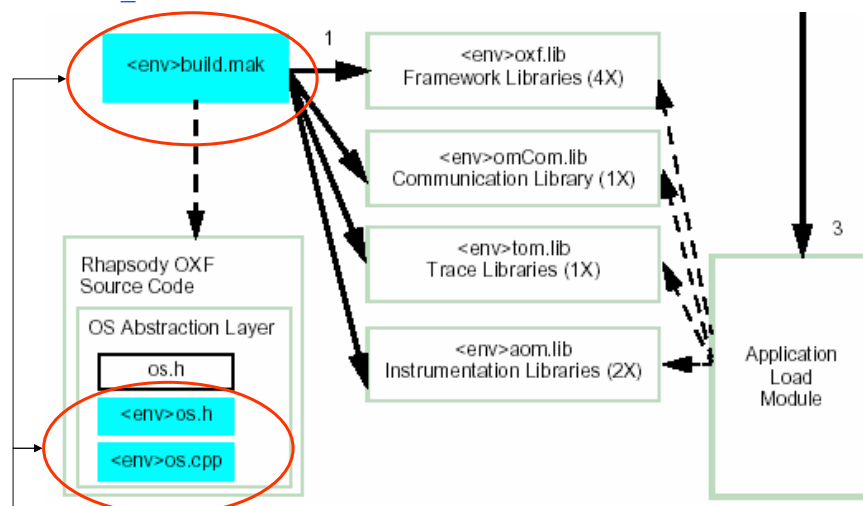 <env>build.mak
1
<env>oxf.lib
Framework Libraries (4X)
<env>omCom.lib
Communication Library (1X)
<env>tom.lib
Trace Libraries (1X)
<env>aom.lib
Instrumentation Libraries (2X)
3
Application
Load
Module
Rhapsody OXF
Source Code
OS Abstraction Layer
os.h
<env>os.h
<env>os.cpp